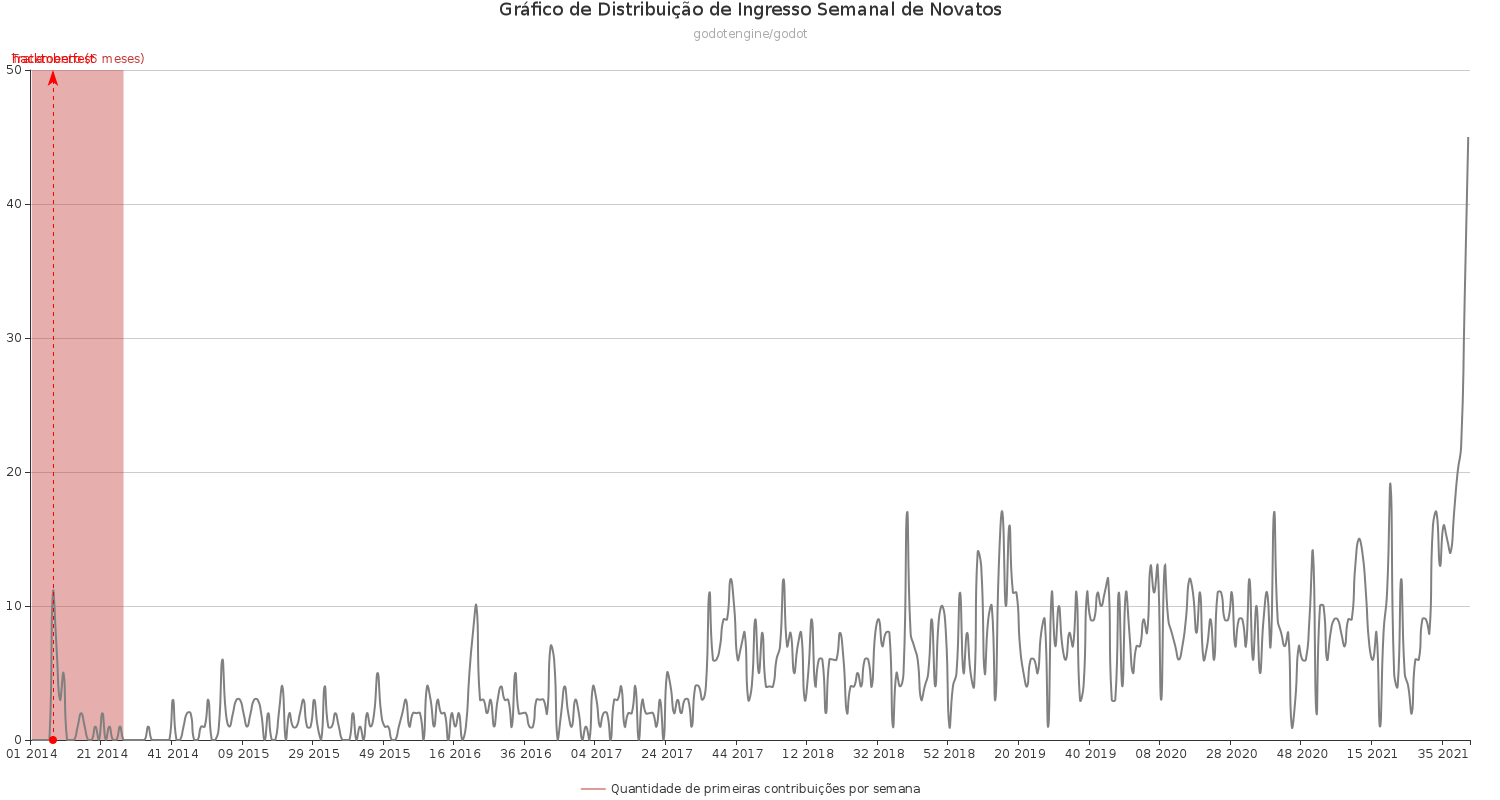 Gráfico de Distribuição de Ingresso Semanal de Novatos
godotengine/godot
(6 meses)
50
40
30
20
10
0
01 2014 21 2014 41 2014 09 2015 29 2015 49 2015 16 2016 36 2016 04 2017 24 2017 44 2017 12 2018 32 2018 52 2018 20 2019 40 2019 08 2020 28 2020 48 2020 15 2021 35 2021
Quantidade de primeiras contribuições por semana